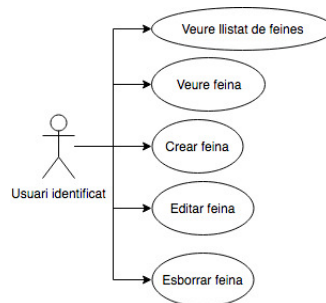 Veure llistat de feines
Veure feina
Crear feina
Usuari identificat
Editar feina
Esborrar feina